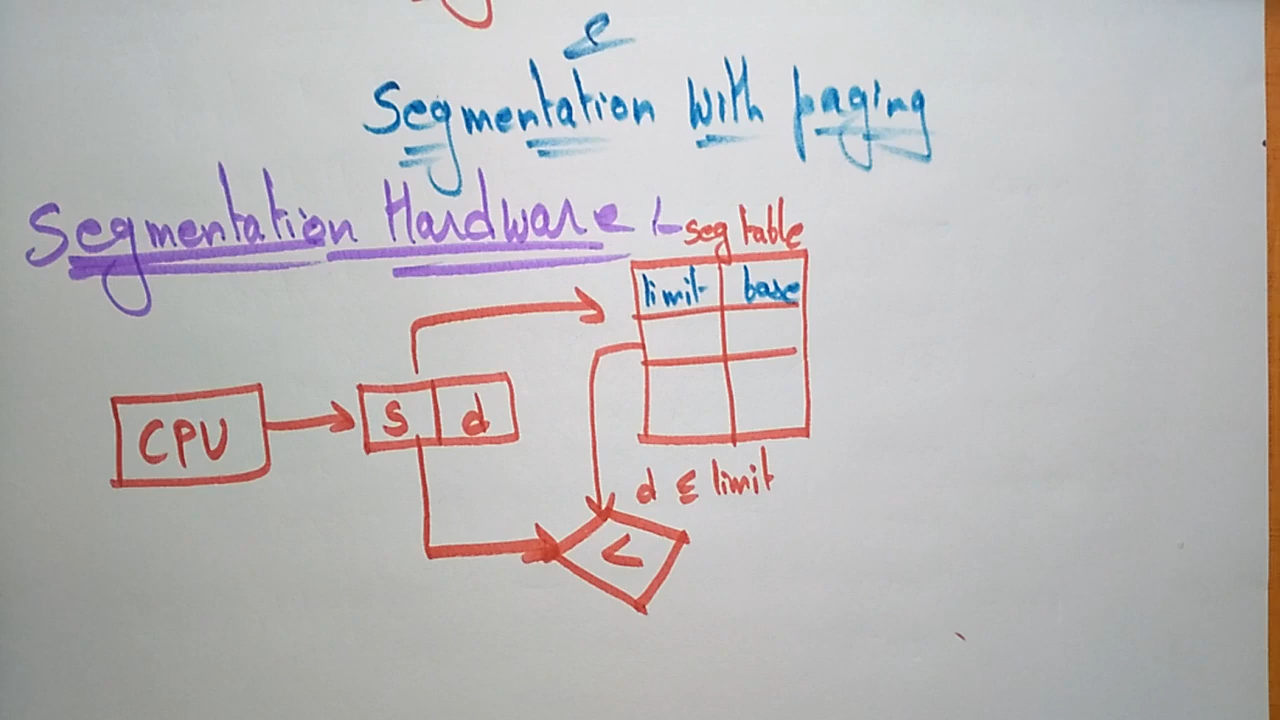 &
Segmentation with paging
Segmentation Hardware :-
seg table
limit base
CPU
S d
d ≤ limit
<